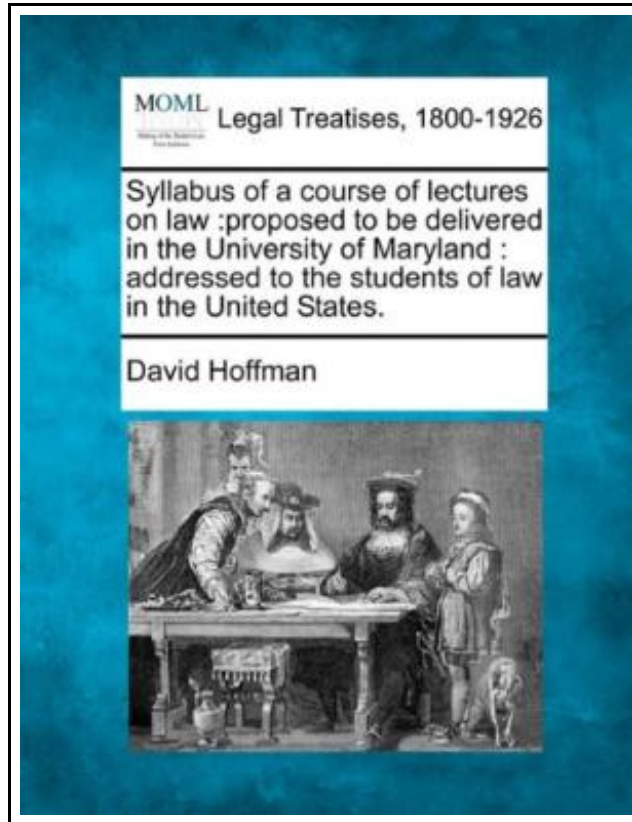 MOML
Legal Treatises, 1800-1926
Syllabus of a course of lectures
on law :proposed to be delivered
in the University of Maryland :
addressed to the students of law
in the United States.
David Hoffman